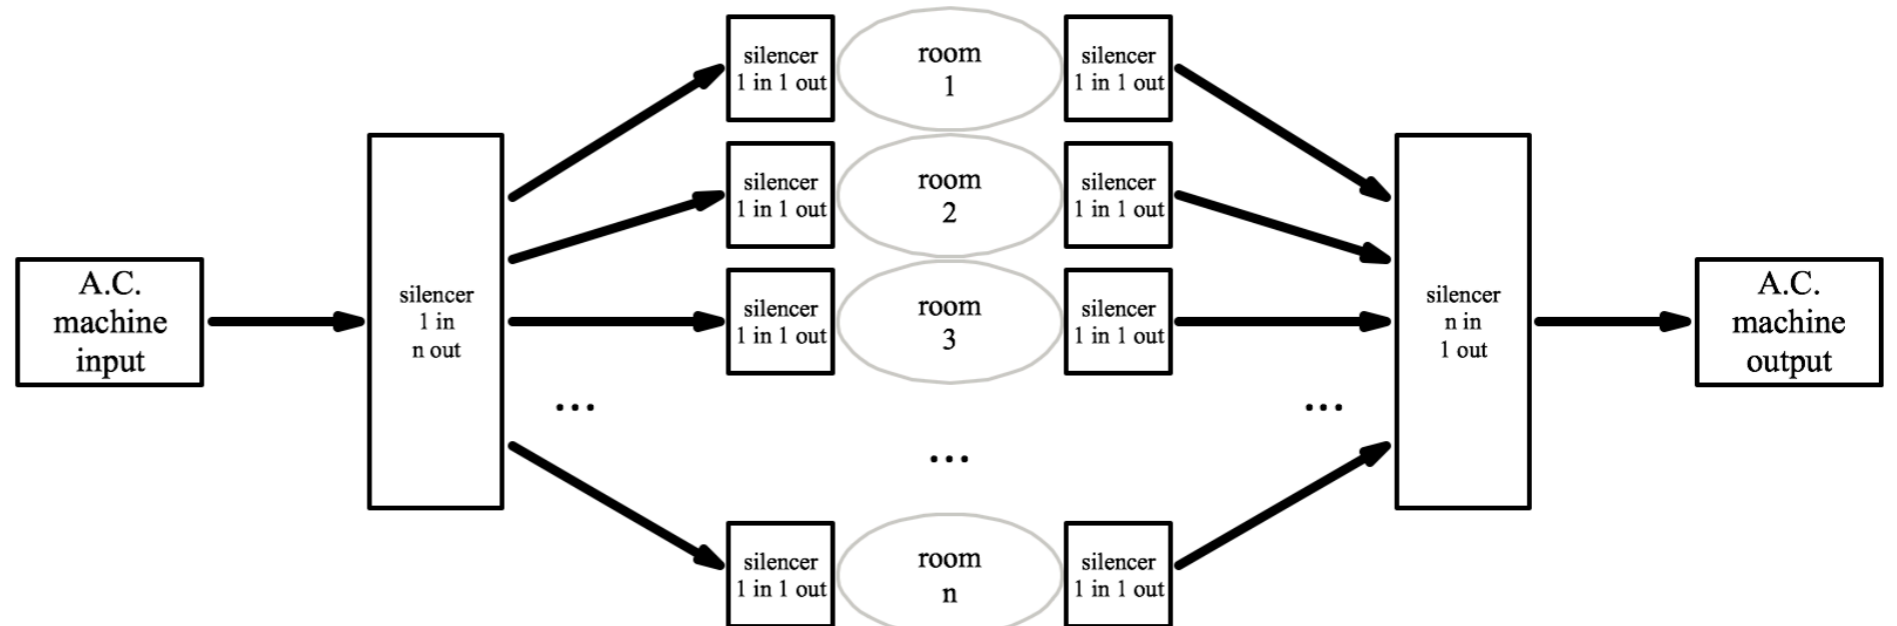 A.C.
machine
input
silencer
1 in
n out
silencer
1 in 1 out
room
1
silencer
1 in 1 out
silencer
1 in 1 out
room
2
silencer
1 in 1 out
silencer
1 in 1 out
room
3
silencer
1 in 1 out
...
...
...
silencer
1 in 1 out
room
n
silencer
1 in 1 out
silencer
n in
1 out
A.C.
machine
output